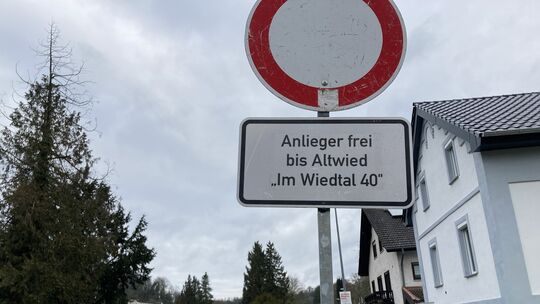 Anlieger frei
bis Altwied
„Im Wiedtal 40"